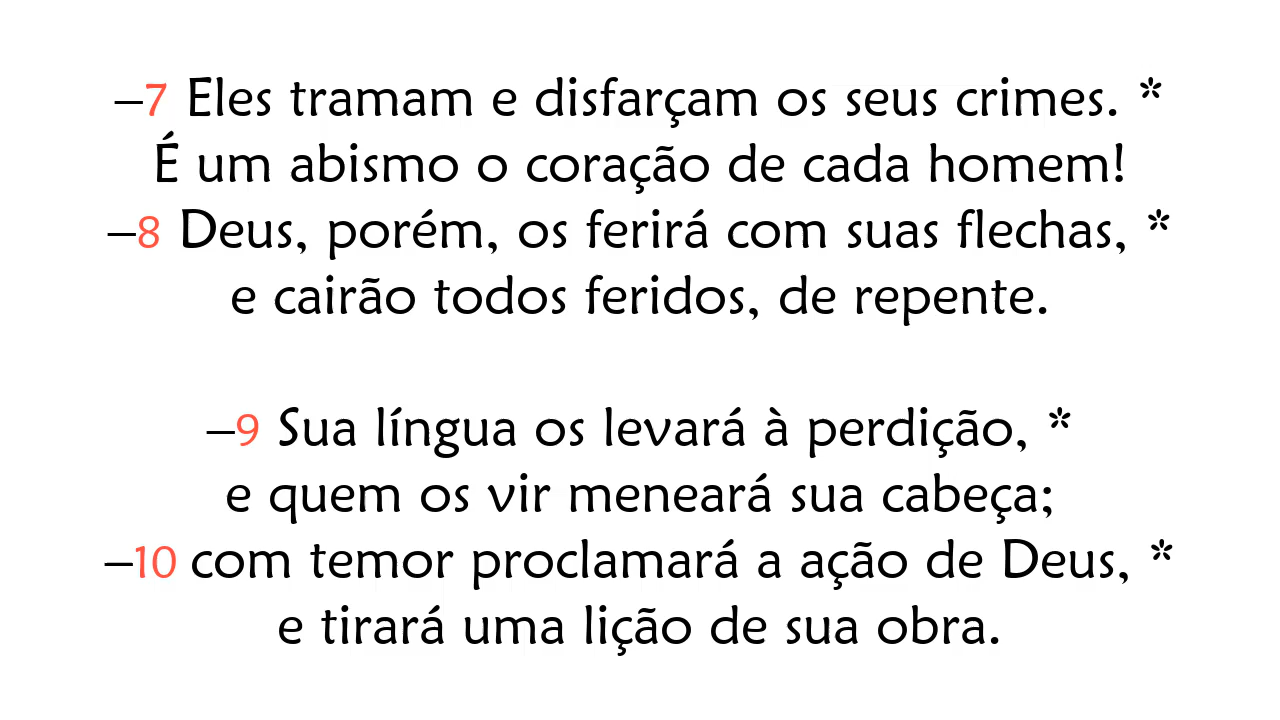 –7 Eles tramam e disfarçam os seus crimes. *
É um abismo o coração de cada homem!
–8 Deus, porém, os ferirá com suas flechas, *
e cairão todos feridos, de repente.
–9 Sua língua os levará à perdição, *
e quem os vir meneará sua cabeça;
–10 com temor proclamará a ação de Deus, *
e tirará uma lição de sua obra.